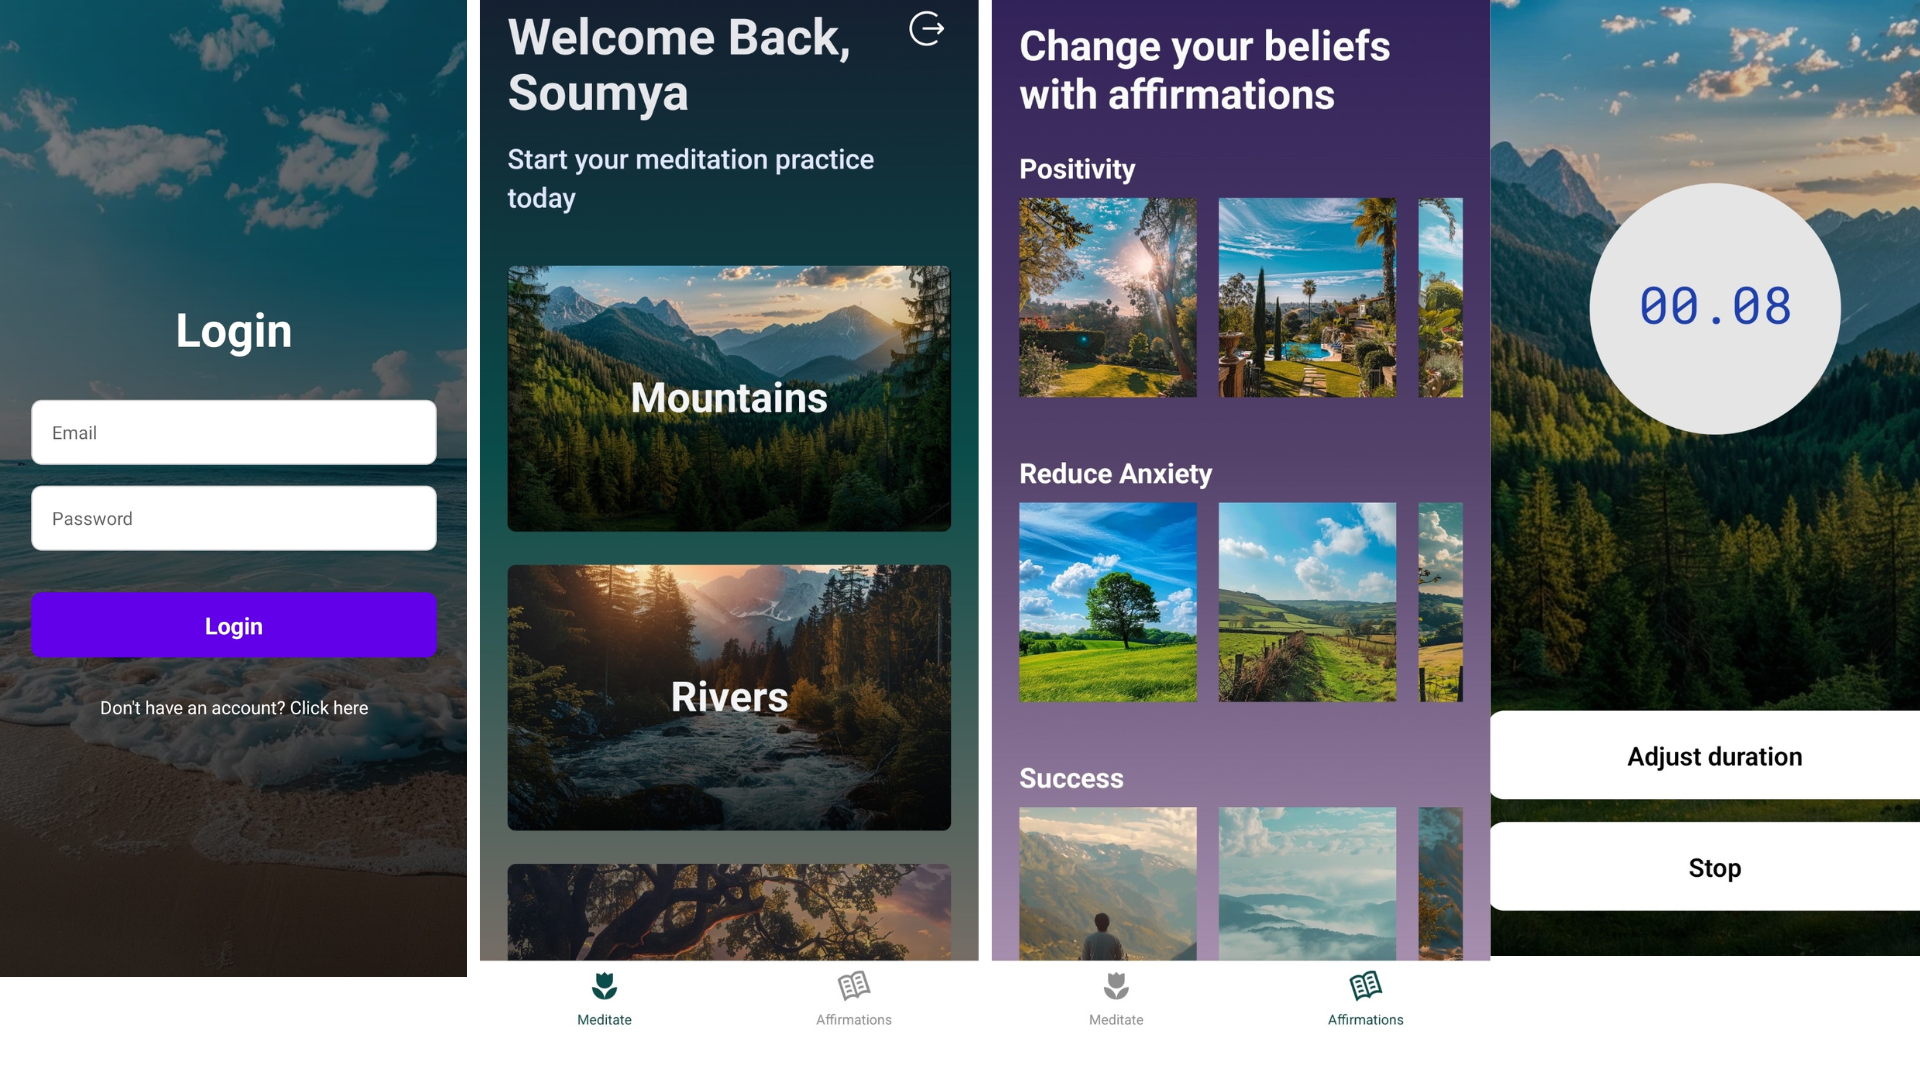 Login
Email
Password
Login
Don't have an account? Click here
Welcome Back,
Soumya
Start your meditation practice
today
Mountains
Rivers
Meditate
Affirmations
Change your beliefs
with affirmations
Positivity
Reduce Anxiety
Success
Meditate
Affirmations
00.08
Adjust duration
Stop